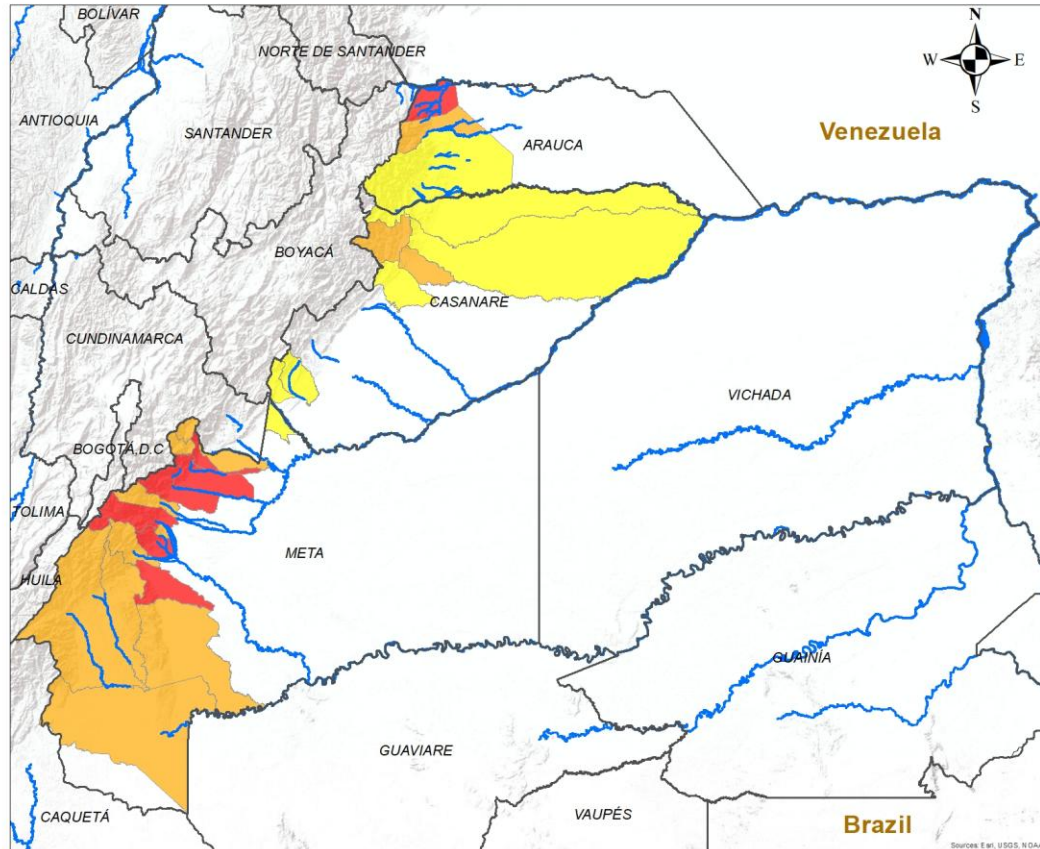 BOLÍVAR
NORTE DE SANTANDER
N
W
E
S
ANTIOQUIA
SANTANDER
ARAUCA
Venezuela
BOYACÁ
CALDAS
CASANARE
CUNDINAMARCA
VICHADA
BOGOTÁ,D.C
TOLIMA
META
HUILA
GUAINÍA
GUAVIARE
CAQUETÁ
VAUPÉS
Brazil
Sources: Esri, USGS, NOAA